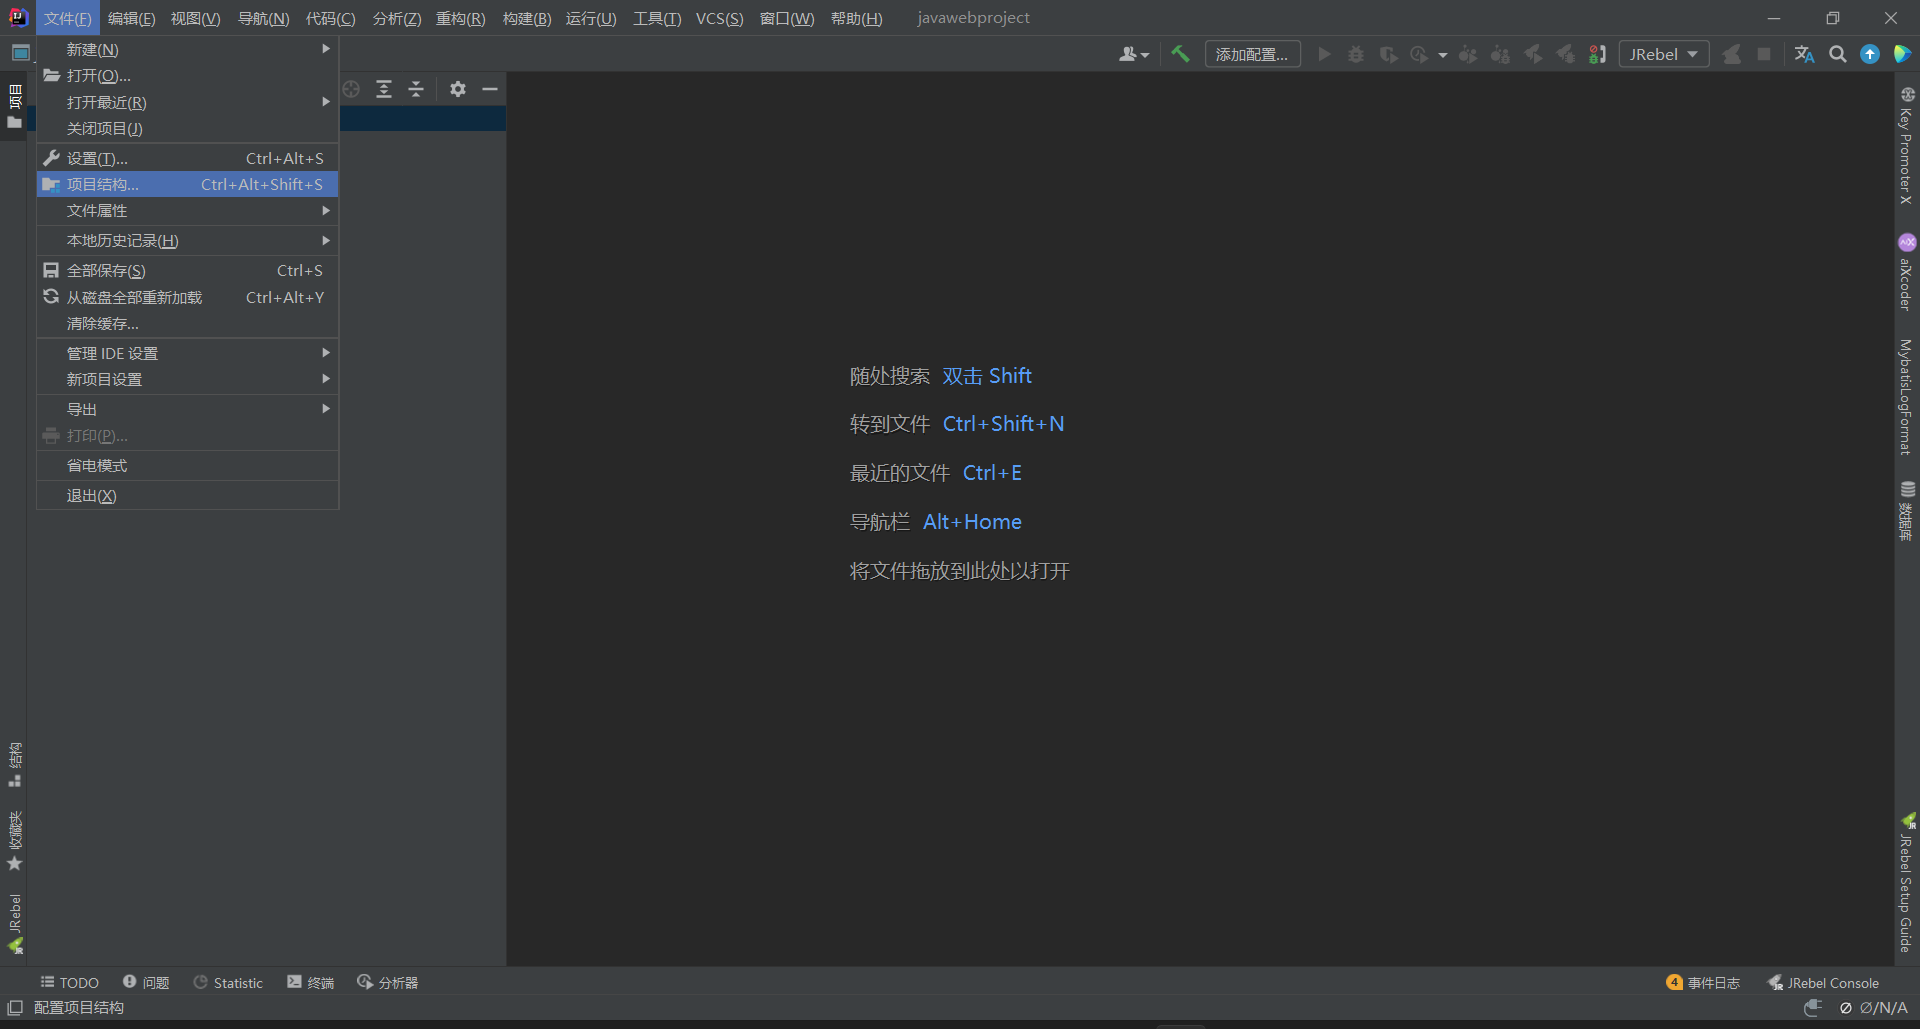 文件(F) 编辑(E) 视图(V) 导航(N) 代码(C) 分析(Z) 重构(R) 构建(B) 运行(U) 工具(T) VCS(S) 窗口(W) 帮助(H) javawebproject
添加配置... JRebel
新建(N)
打开(O)...
打开最近(R)
关闭项目(J)
设置(T)... Ctrl+Alt+S
项目结构... Ctrl+Alt+Shift+S
文件属性
本地历史记录(H)
全部保存(S) Ctrl+S
从磁盘全部重新加载 Ctrl+Alt+Y
清除缓存...
管理 IDE 设置
新项目设置
导出
打印(P)...
省电模式
退出(X)
项目
结构
收藏夹
JRebel
随处搜索 双击 Shift
转到文件 Ctrl+Shift+N
最近的文件 Ctrl+E
导航栏 Alt+Home
将文件拖放到此处以打开
Key Promoter X
aiXcoder
MybatisLogFormat
数据库
JRebel Setup Guide
TODO 问题 Statistic 终端 分析器 4 事件日志 JRebel Console
配置项目结构 ∅ ∅/N/A